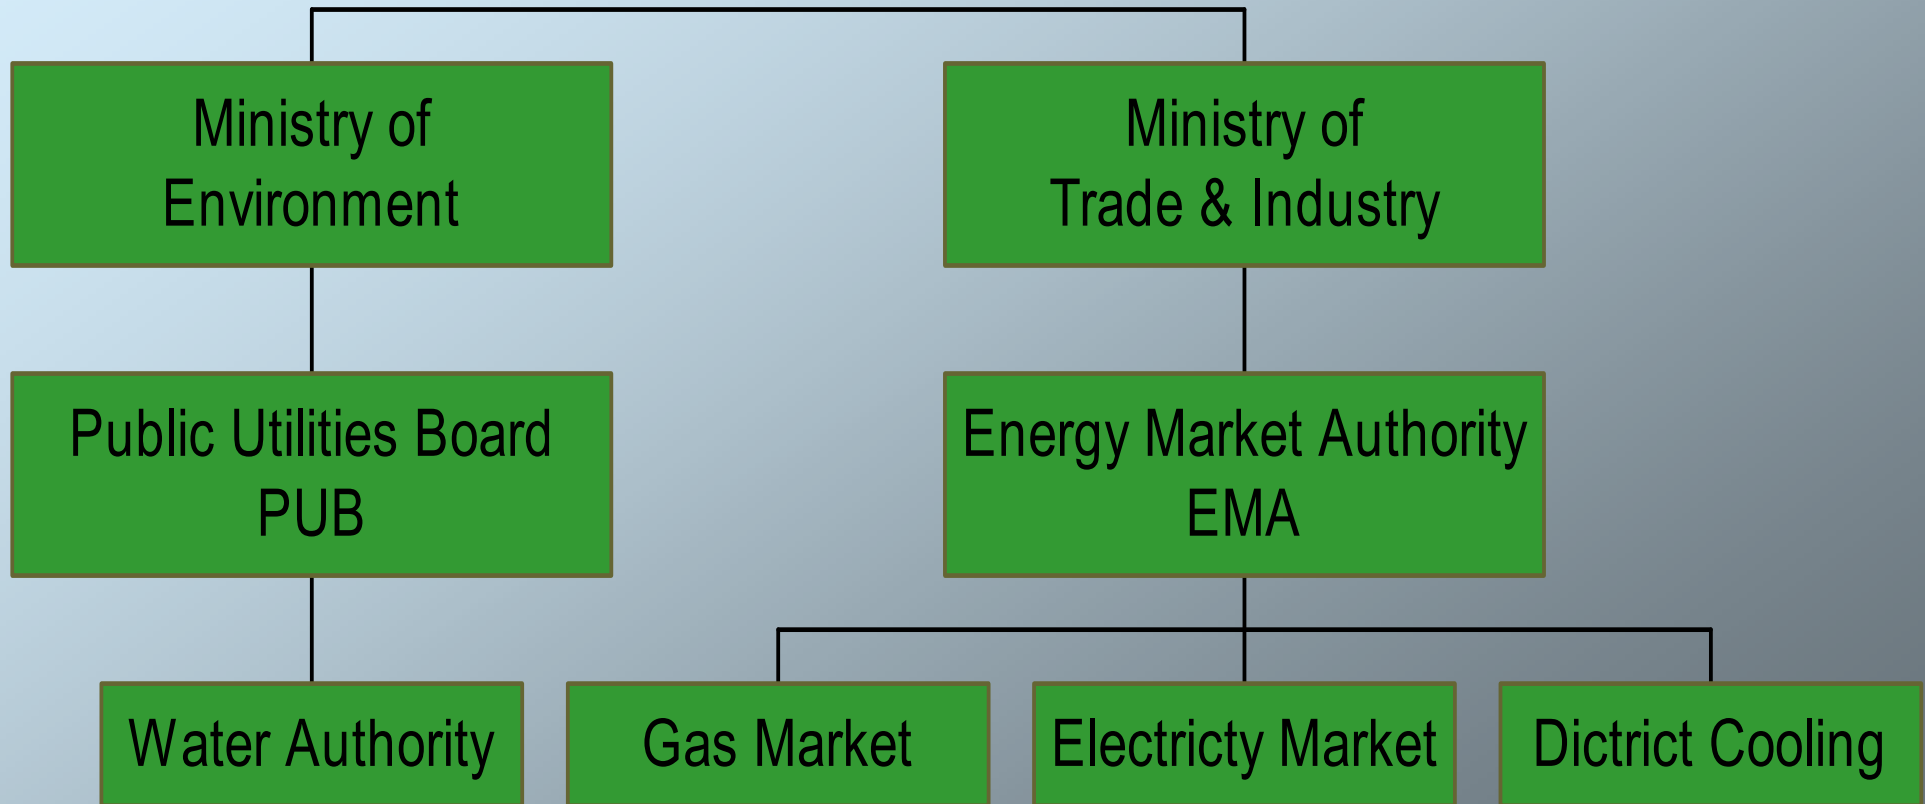 Ministry of
Environment
Ministry of
Trade & Industry
Public Utilities Board
PUB
Energy Market Authority
EMA
Water Authority
Gas Market
Electricty Market
Dictrict Cooling